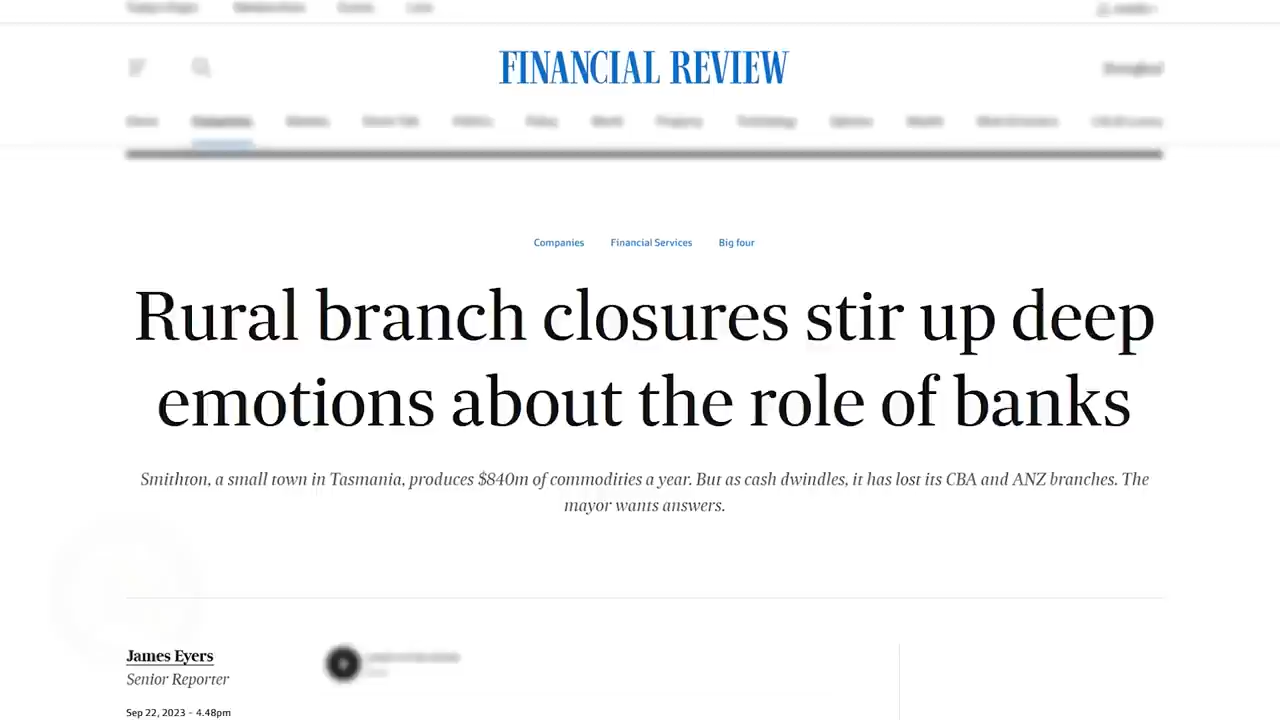 FINANCIAL REVIEW
Companies Financial Services Big four
Rural branch closures stir up deep
emotions about the role of banks
Smithton, a small town in Tasmania, produces $840m of commodities a year. But as cash dwindles, it has lost its CBA and ANZ branches. The
mayor wants answers.
James Eyers
Senior Reporter
Sep 22, 2023 – 4.48pm